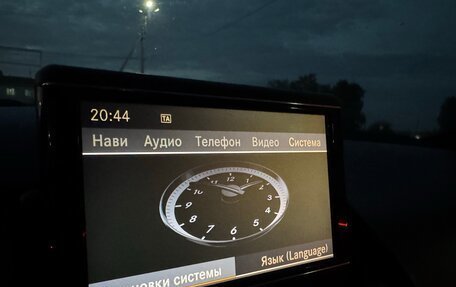 20:44 TA
Нави Аудио Телефон Видео Система
12
11 1
10 2
9 3
8 4
7 5
6
новки системы Язык (Language)